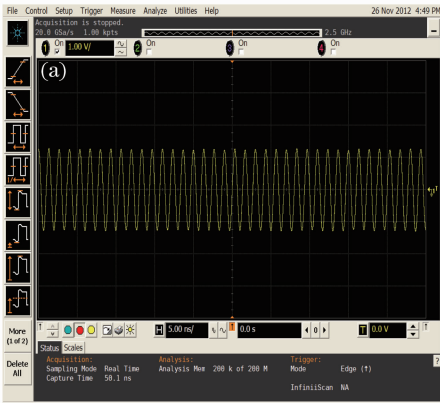 File Control Setup Trigger Measure Analyze Utilities Help 26 Nov 2012 4:49 PM
Acquisition is stopped.
20.0 GSa/s 1.00 kpts 2.5 GHz
1 On 1.00 V/ 2 On 3 On 4 On
(a)
T
1/
More
(1 of 2)
Delete
All
H 5.00 ns/ 0.0 s 0 T 0.0 V
Status Scales
Acquisition: Analysis: Trigger:
Sampling Mode Real Time Analysis Mem 200 k of 200 M Mode Edge (↑)
Capture Time 50.1 ns
InfiniiScan NA
?